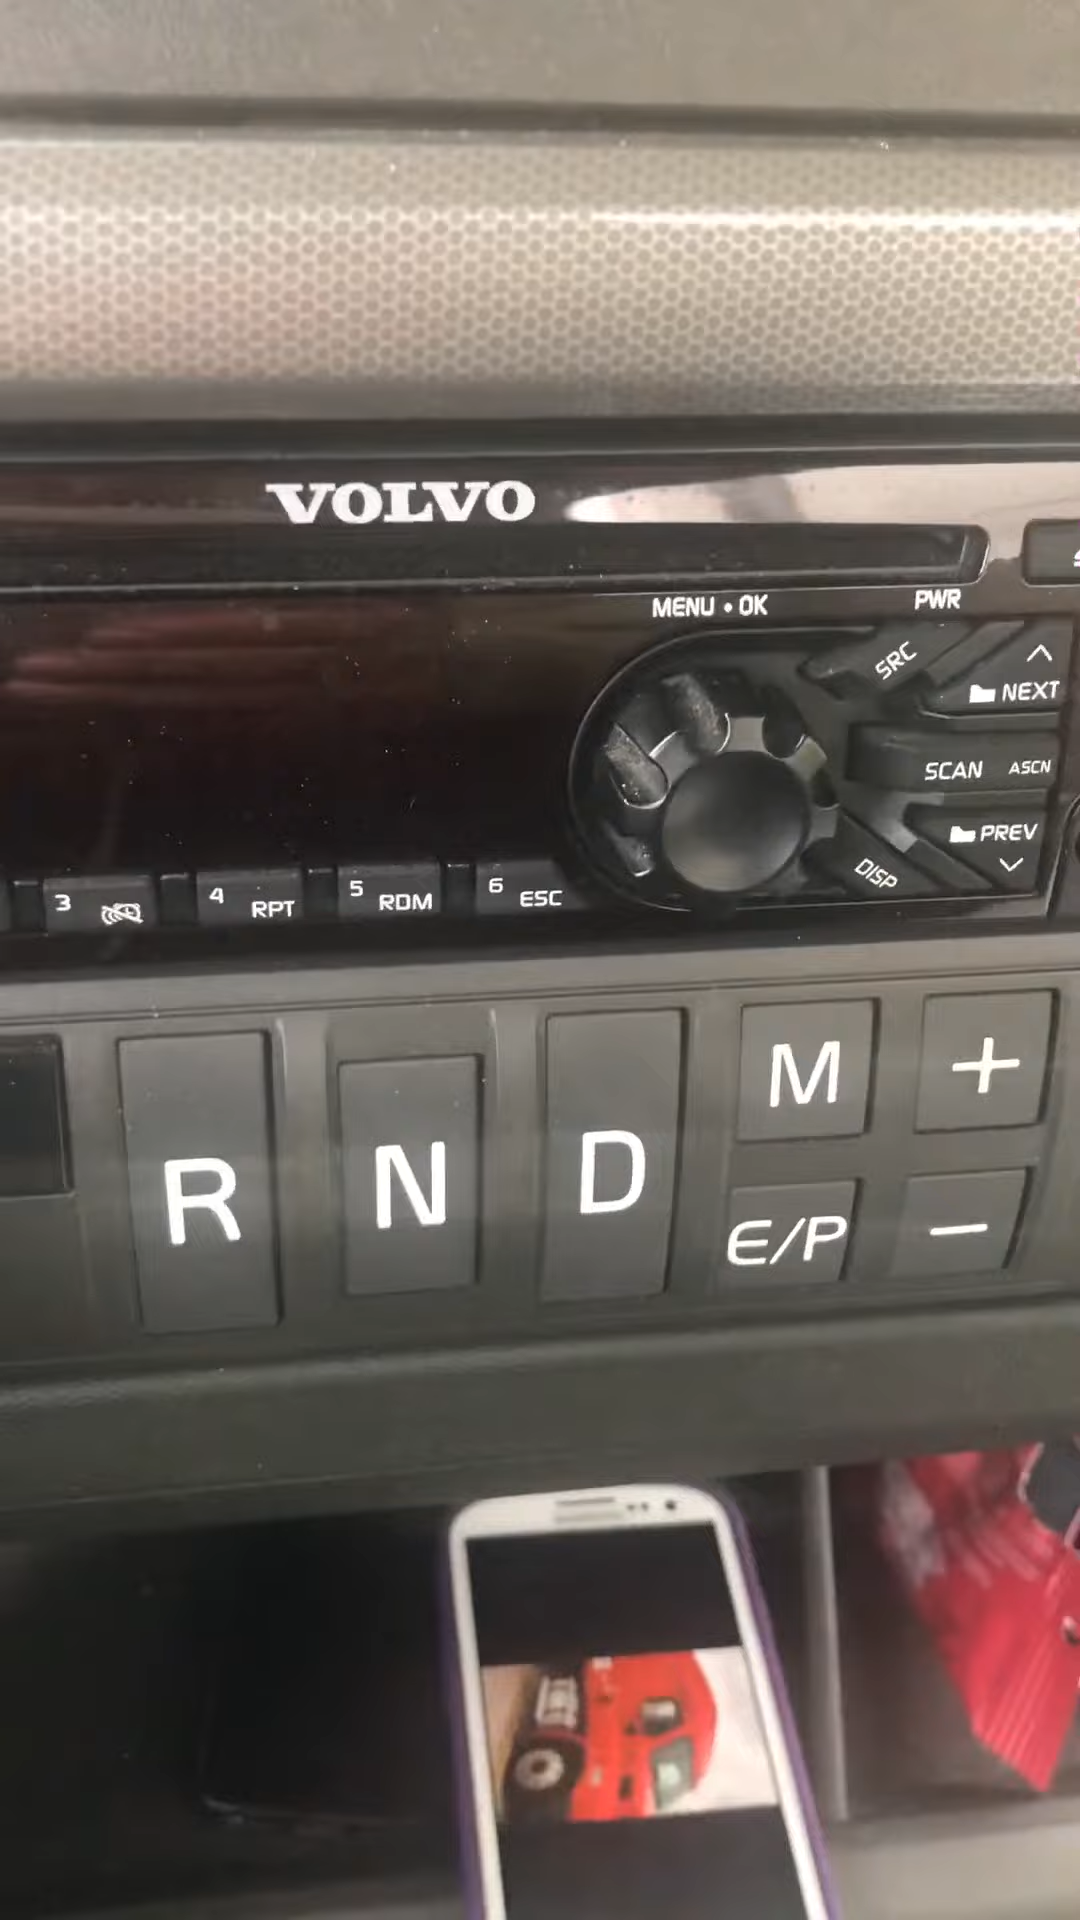 VOLVO
MENU • OK
PWR
SRC
NEXT
SCAN ASCN
PREV
DISP
3
4 RPT
5 RDM
6 ESC
R N D
M +
E/P −